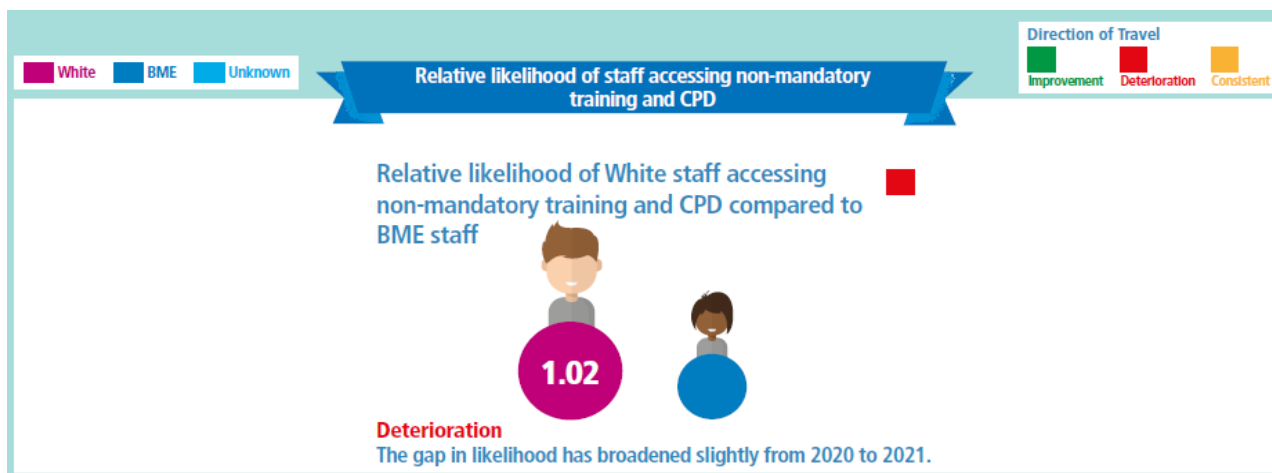 White BME Unknown
Relative likelihood of staff accessing non-mandatory
training and CPD
Direction of Travel
Improvement Deterioration Consistent
Relative likelihood of White staff accessing
non-mandatory training and CPD compared to
BME staff
1.02
Deterioration
The gap in likelihood has broadened slightly from 2020 to 2021.